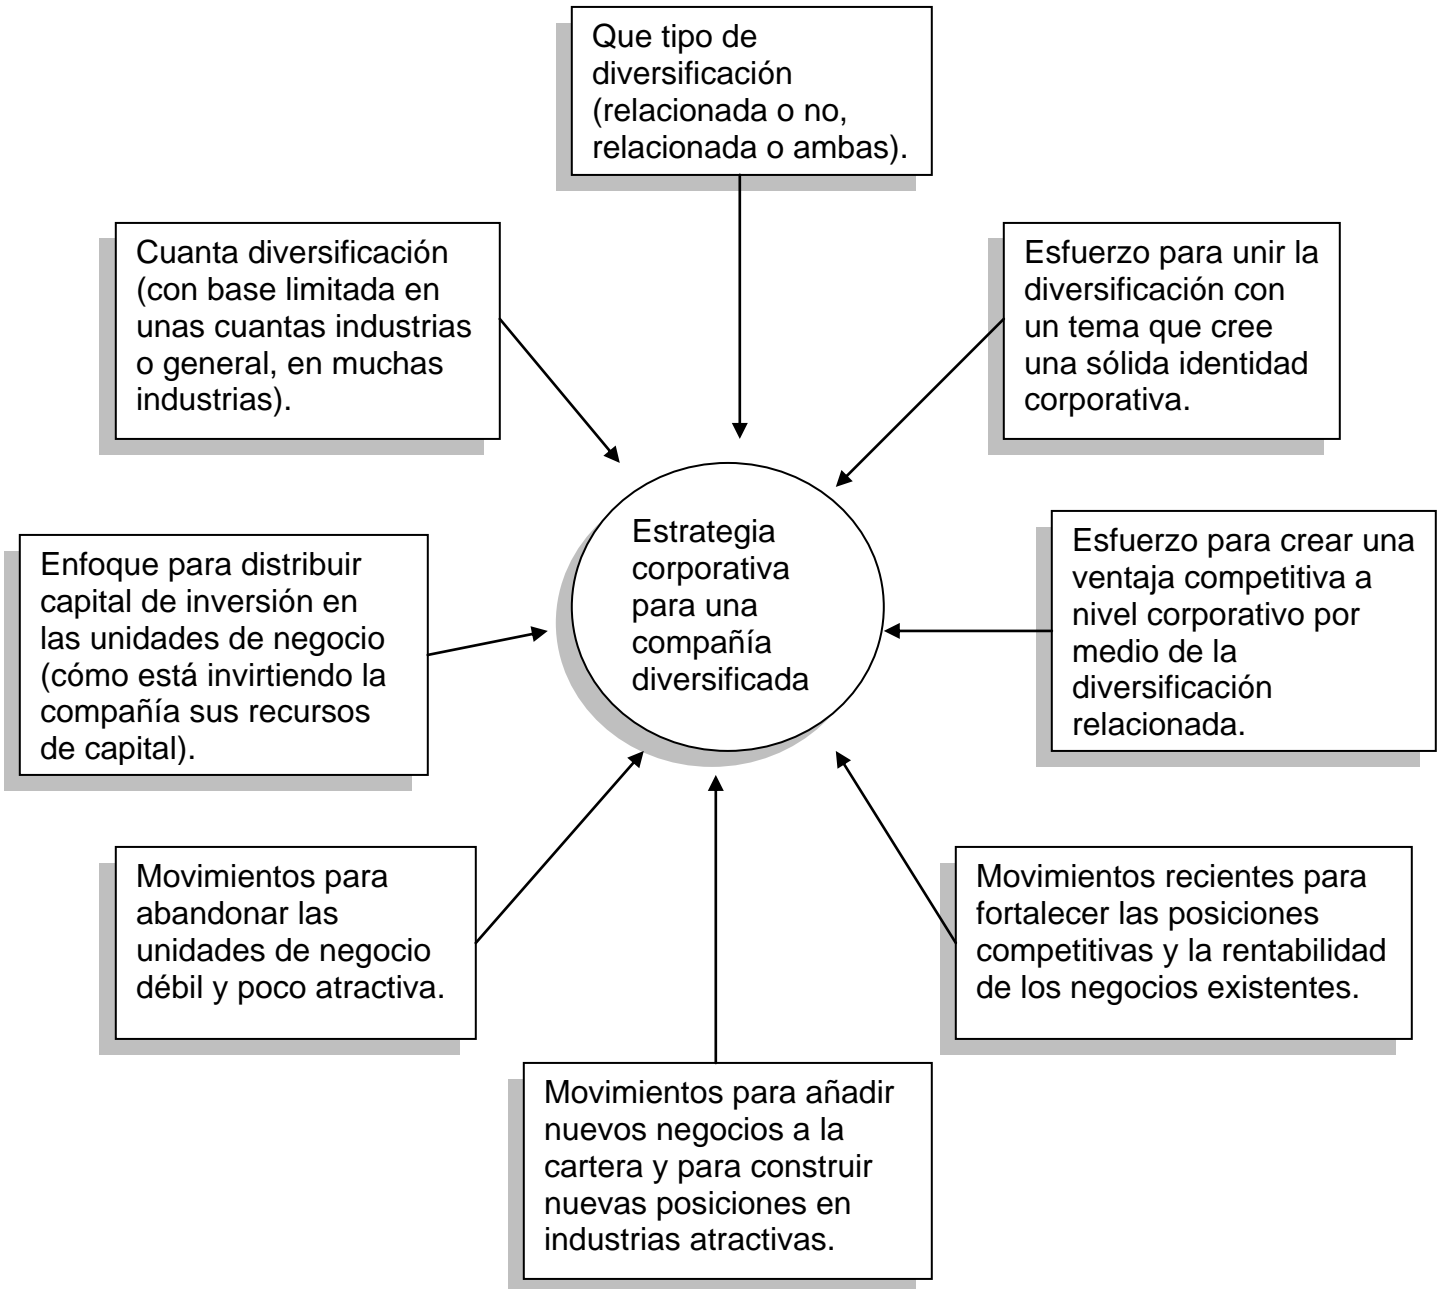 Que tipo de
diversificación
(relacionada o no,
relacionada o ambas).
Cuanta diversificación
(con base limitada en
unas cuantas industrias
o general, en muchas
industrias).
Esfuerzo para unir la
diversificación con
un tema que cree
una sólida identidad
corporativa.
Enfoque para distribuir
capital de inversión en
las unidades de negocio
(cómo está invirtiendo la
compañía sus recursos
de capital).
Estrategia
corporativa
para una
compañía
diversificada
Esfuerzo para crear una
ventaja competitiva a
nivel corporativo por
medio de la
diversificación
relacionada.
Movimientos para
abandonar las
unidades de negocio
débil y poco atractiva.
Movimientos recientes para
fortalecer las posiciones
competitivas y la rentabilidad
de los negocios existentes.
Movimientos para añadir
nuevos negocios a la
cartera y para construir
nuevas posiciones en
industrias atractivas.